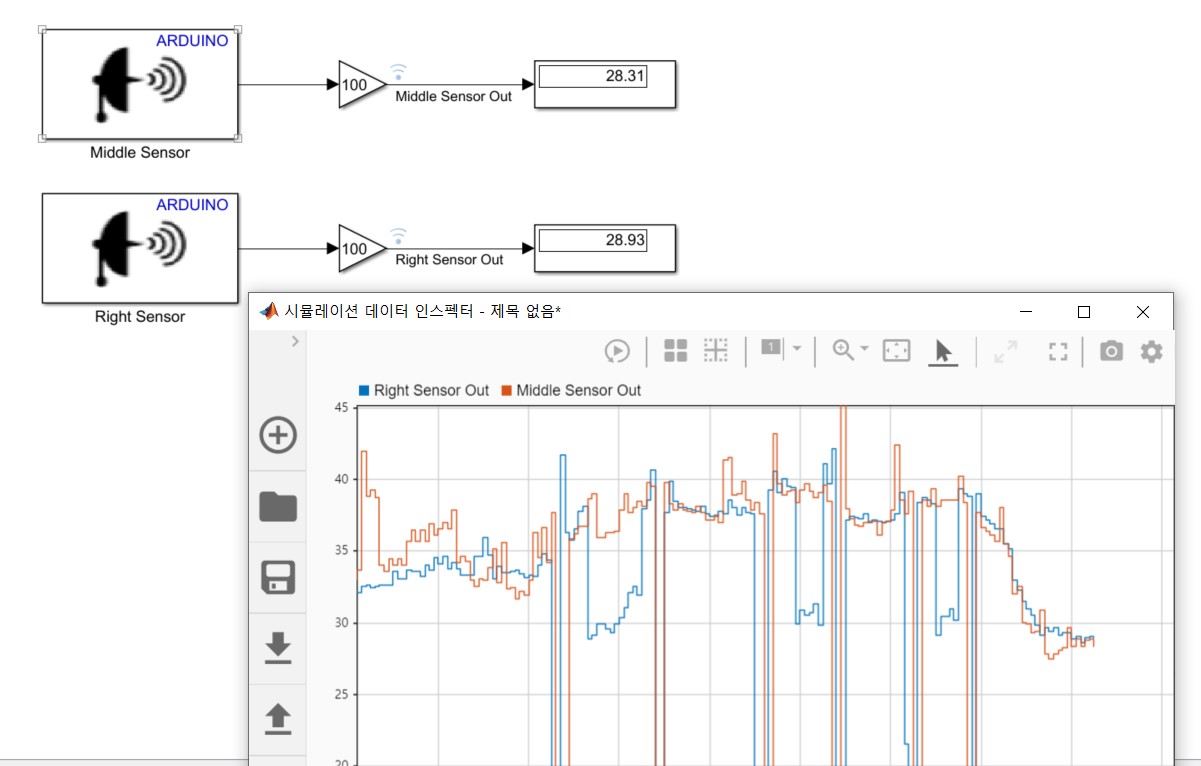 ARDUINO
100
Middle Sensor Out
28.31
Middle Sensor
ARDUINO
100
Right Sensor Out
28.93
Right Sensor
시뮬레이션 데이터 인스펙터 - 제목 없음*
1
Right Sensor Out
Middle Sensor Out
45
40
35
30
25
20